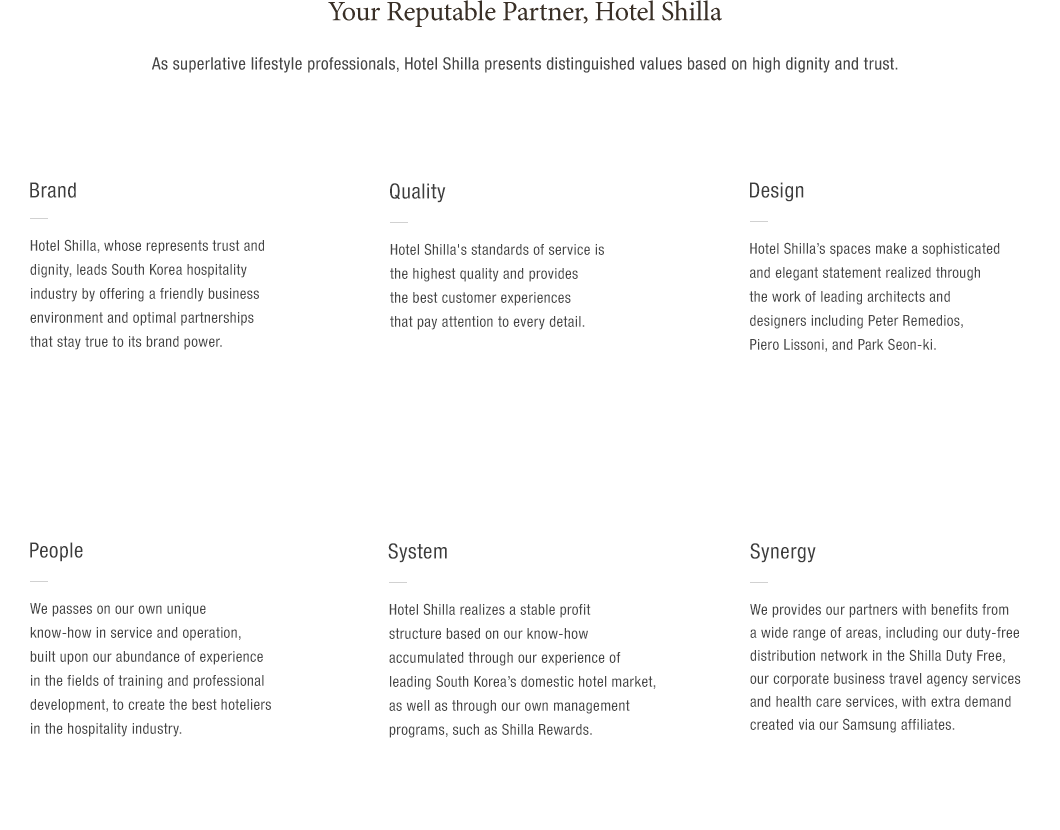 Your Reputable Partner, Hotel Shilla
As superlative lifestyle professionals, Hotel Shilla presents distinguished values based on high dignity and trust.
Brand
Hotel Shilla, whose represents trust and
dignity, leads South Korea hospitality
industry by offering a friendly business
environment and optimal partnerships
that stay true to its brand power.
Quality
Hotel Shilla's standards of service is
the highest quality and provides
the best customer experiences
that pay attention to every detail.
Design
Hotel Shilla’s spaces make a sophisticated
and elegant statement realized through
the work of leading architects and
designers including Peter Remedios,
Piero Lissoni, and Park Seon-ki.
People
We passes on our own unique
know-how in service and operation,
built upon our abundance of experience
in the fields of training and professional
development, to create the best hoteliers
in the hospitality industry.
System
Hotel Shilla realizes a stable profit
structure based on our know-how
accumulated through our experience of
leading South Korea’s domestic hotel market,
as well as through our own management
programs, such as Shilla Rewards.
Synergy
We provides our partners with benefits from
a wide range of areas, including our duty-free
distribution network in the Shilla Duty Free,
our corporate business travel agency services
and health care services, with extra demand
created via our Samsung affiliates.